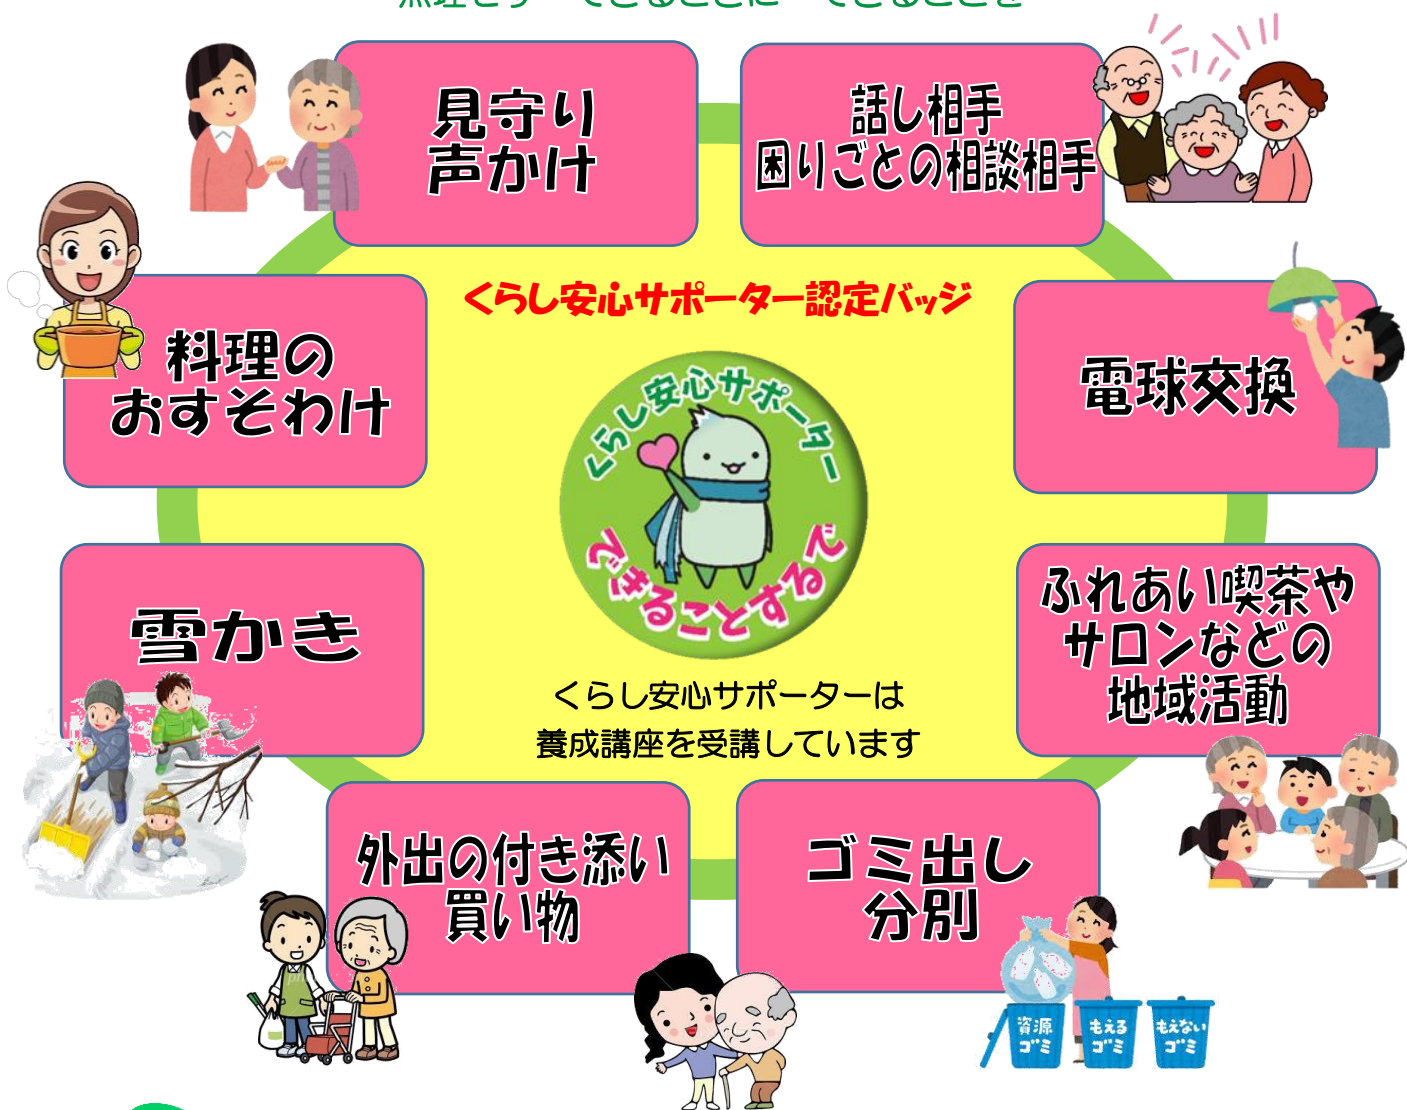 見守り
声かけ
話し相手
困りごとの相談相手
くらし安心サポーター認定バッジ
料理の
おすそわけ
電球交換
くらし安心サポーター
できることするで
雪かき
ふれあい喫茶や
サロンなどの
地域活動
くらし安心サポーターは
養成講座を受講しています
外出の付き添い
買い物
ゴミ出し
分別
資源
ゴミ
もえる
ゴミ
もえない
ゴミ